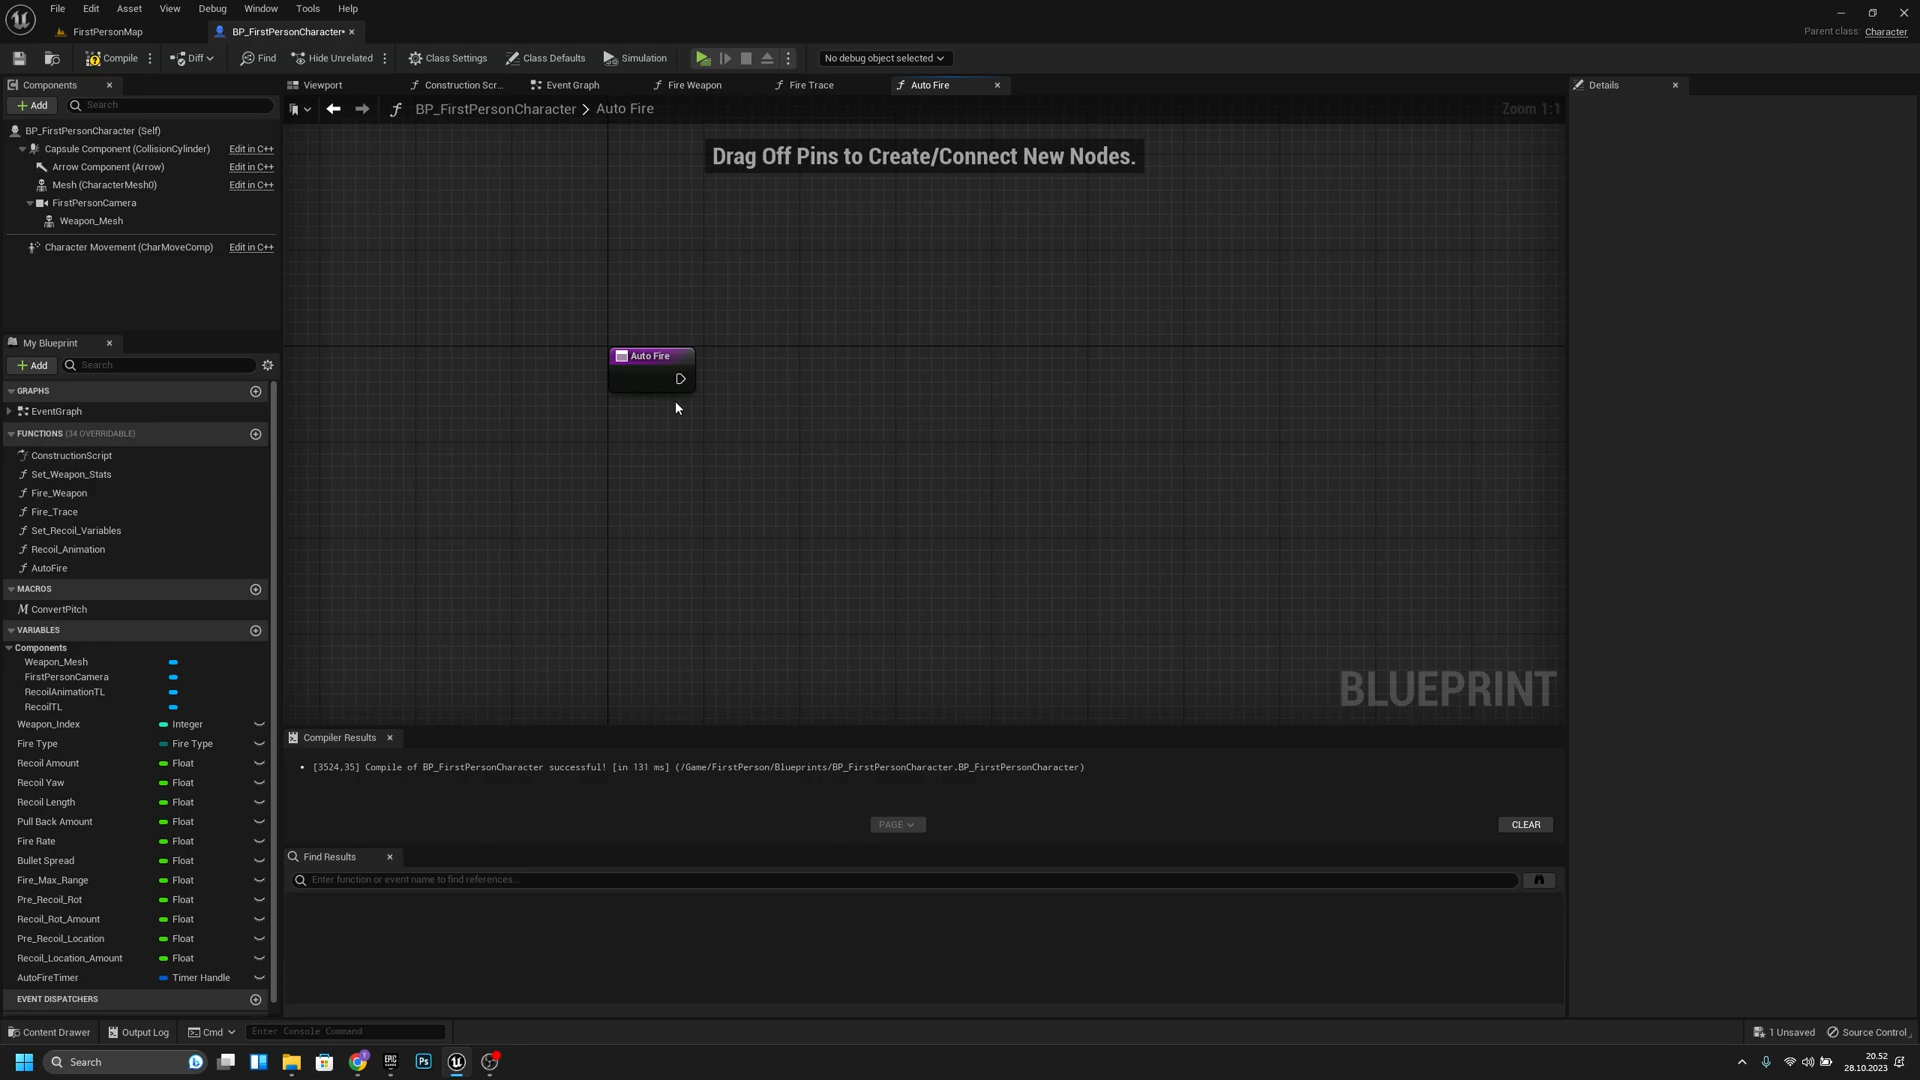 File Edit Asset View Debug Window Tools Help
FirstPersonMap BP_FirstPersonCharacter• Parent class: Character
Compile Diff Find Hide Unrelated Class Settings Class Defaults Simulation No debug object selected
Components Viewport Construction Scr... Event Graph Fire Weapon Fire Trace Auto Fire Details
Add Search BP_FirstPersonCharacter > Auto Fire Zoom 1:1
BP_FirstPersonCharacter (Self)
Capsule Component (CollisionCylinder) Edit in C++
Arrow Component (Arrow) Edit in C++
Mesh (CharacterMesh0) Edit in C++
FirstPersonCamera
Weapon_Mesh
Character Movement (CharMoveComp) Edit in C++
Drag Off Pins to Create/Connect New Nodes.
Auto Fire
BLUEPRINT
My Blueprint
Add Search
GRAPHS
EventGraph
FUNCTIONS (34 OVERRIDABLE)
ConstructionScript
Set_Weapon_Stats
Fire_Weapon
Fire_Trace
Set_Recoil_Variables
Recoil_Animation
AutoFire
MACROS
ConvertPitch
VARIABLES
Components
Weapon_Mesh
FirstPersonCamera
RecoilAnimationTL
RecoilTL
Weapon_Index Integer
Fire Type Fire Type
Recoil Amount Float
Recoil Yaw Float
Recoil Length Float
Pull Back Amount Float
Fire Rate Float
Bullet Spread Float
Fire_Max_Range Float
Pre_Recoil_Rot Float
Recoil_Rot_Amount Float
Pre_Recoil_Location Float
Recoil_Location_Amount Float
AutoFireTimer Timer Handle
EVENT DISPATCHERS
Compiler Results
[3524,35] Compile of BP_FirstPersonCharacter successful! [in 131 ms] (/Game/FirstPerson/Blueprints/BP_FirstPersonCharacter.BP_FirstPersonCharacter)
PAGE CLEAR
Find Results
Enter function or event name to find references...
Content Drawer Output Log Cmd Enter Console Command 1 Unsaved Source Control
Search EPIC GAMES Ps 20.52
28.10.2023